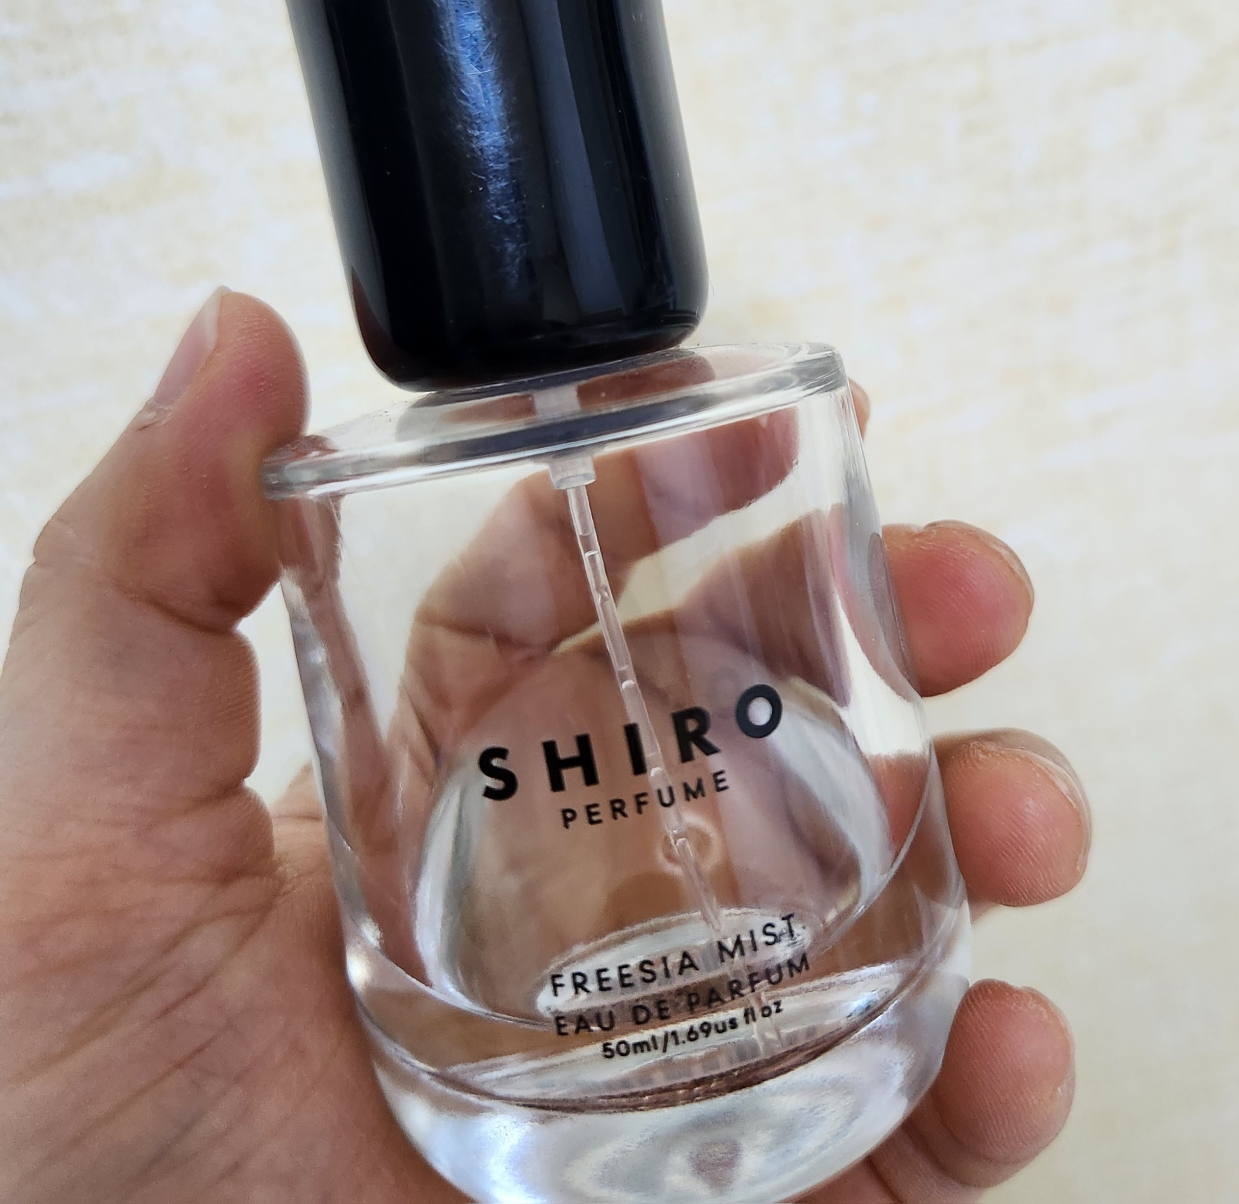 SHIRO
PERFUME
FREESIA MIST
EAU DE PARFUM
50ml/1.69us fl oz